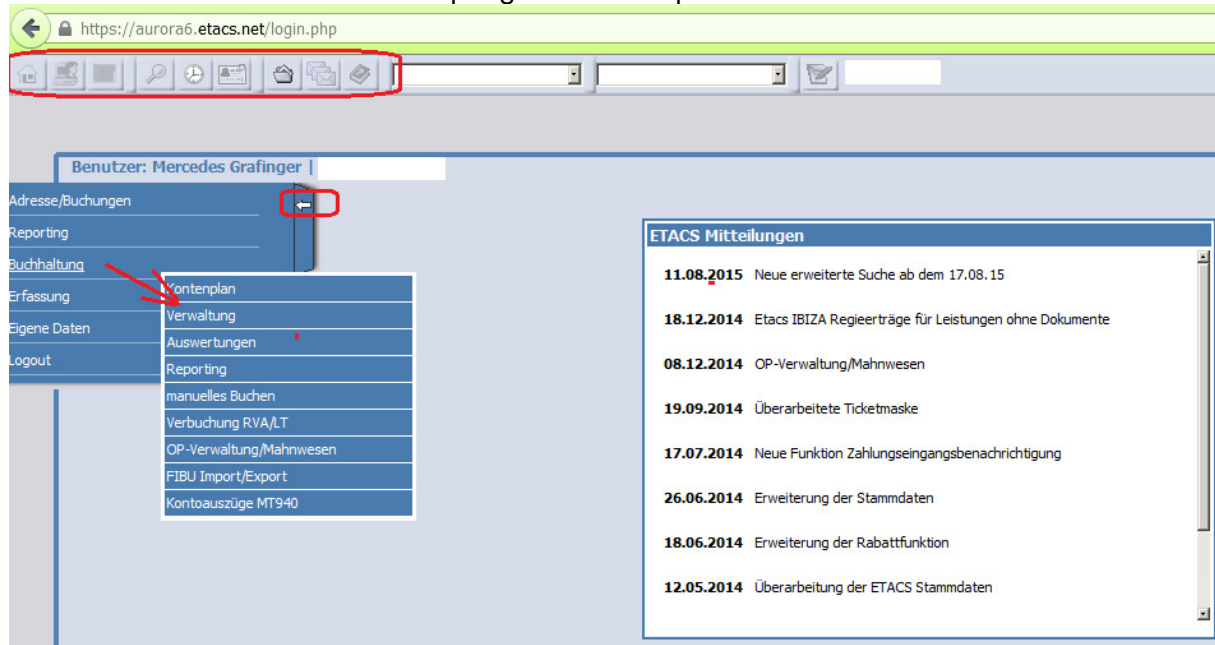 https://aurora6.etacs.net/login.php
Benutzer: Mercedes Grafinger |
Adresse/Buchungen
Reporting
Buchhaltung
Erfassung
Eigene Daten
Logout
Kontenplan
Verwaltung
Auswertungen
Reporting
manuelles Buchen
Verbuchung RVA/LT
OP-Verwaltung/Mahnwesen
FIBU Import/Export
Kontoauszüge MT940
ETACS Mitteilungen
11.08.2015 Neue erweiterte Suche ab dem 17.08.15
18.12.2014 Etacs IBIZA Regieerträge für Leistungen ohne Dokumente
08.12.2014 OP-Verwaltung/Mahnwesen
19.09.2014 Überarbeitete Ticketmaske
17.07.2014 Neue Funktion Zahlungseingangsbenachrichtigung
26.06.2014 Erweiterung der Stammdaten
18.06.2014 Erweiterung der Rabattfunktion
12.05.2014 Überarbeitung der ETACS Stammdaten